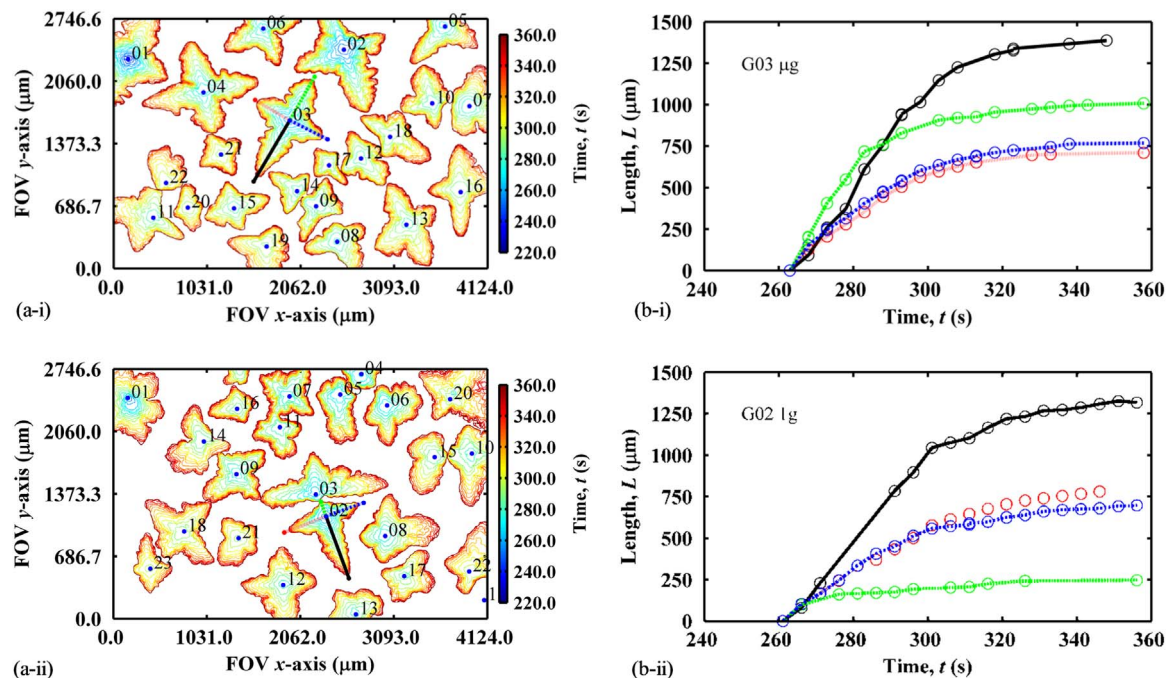 2746.6
2060.0
1373.3
686.6
0.0
FOV y-axis (μm)
0.0 1031.0 2062.0 3093.0 4124.0
FOV x-axis (μm)
01 06 02 05 04 03 10 07 18 21 17 12 22 20 15 14 09 16 11 13 19 08
360.0
340.0
320.0
300.0
280.0
260.0
240.0
220.0
Time, t (s)
(a-i)
1500
1250
1000
750
500
250
0
Length, L (μm)
G03 μg
240 260 280 300 320 340 360
Time, t (s)
(b-i)
2746.6
2060.0
1373.3
686.6
0.0
FOV y-axis (μm)
0.0 1031.0 2062.0 3093.0 4124.0
FOV x-axis (μm)
01 04 07 05 20 16 06 11 14 15 10 09 03 02 18 21 08 23 12 17 22 13 1
360.0
340.0
320.0
300.0
280.0
260.0
240.0
220.0
Time, t (s)
(a-ii)
1500
1250
1000
750
500
250
0
Length, L (μm)
G02 1g
240 260 280 300 320 340 360
Time, t (s)
(b-ii)